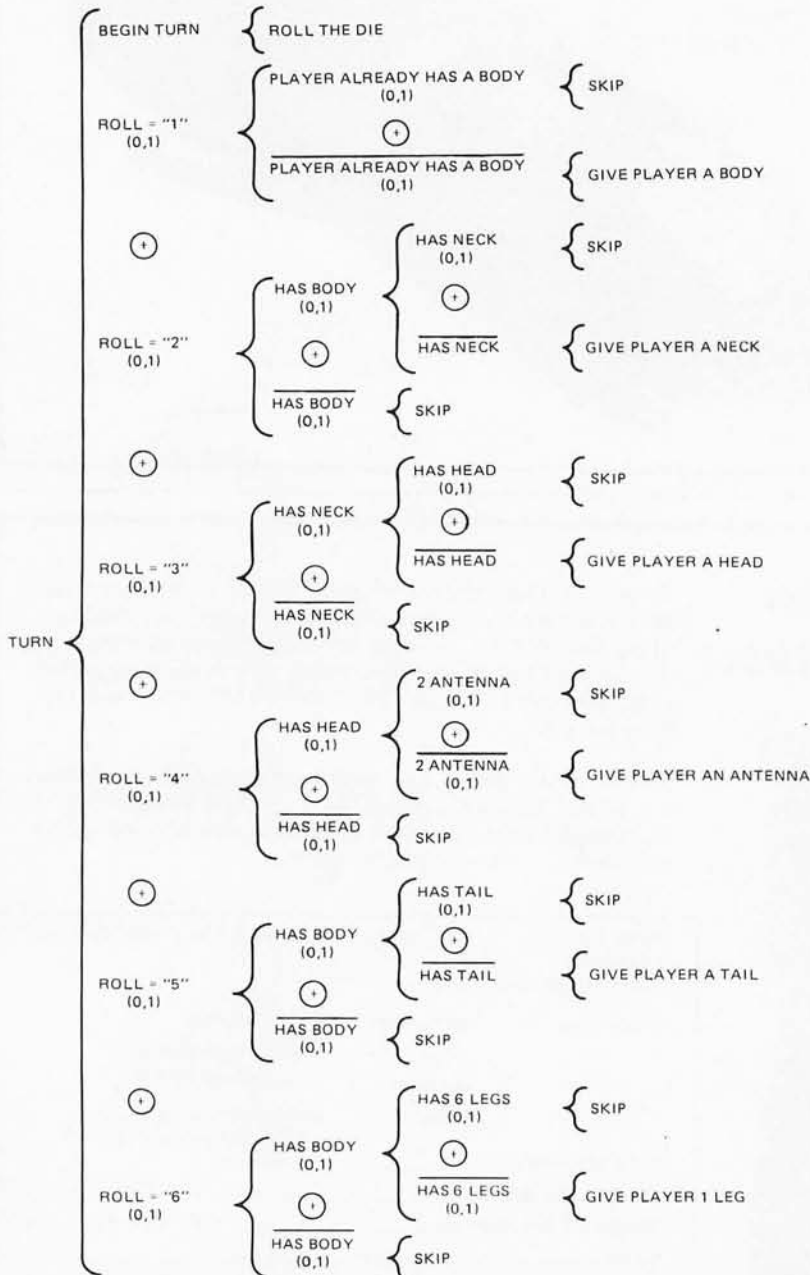 BEGIN TURN
ROLL THE DIE
ROLL = "1"
(0,1)
PLAYER ALREADY HAS A BODY
(0,1)
SKIP
+
PLAYER ALREADY HAS A BODY
(0,1)
GIVE PLAYER A BODY
+
ROLL = "2"
(0,1)
HAS BODY
(0,1)
HAS NECK
(0,1)
SKIP
+
HAS NECK
GIVE PLAYER A NECK
+
HAS BODY
(0,1)
SKIP
+
ROLL = "3"
(0,1)
HAS NECK
(0,1)
HAS HEAD
(0,1)
SKIP
+
HAS HEAD
GIVE PLAYER A HEAD
+
HAS NECK
(0,1)
SKIP
TURN
+
ROLL = "4"
(0,1)
HAS HEAD
(0,1)
2 ANTENNA
(0,1)
SKIP
+
2 ANTENNA
(0,1)
GIVE PLAYER AN ANTENNA
+
HAS HEAD
(0,1)
SKIP
+
ROLL = "5"
(0,1)
HAS BODY
(0,1)
HAS TAIL
(0,1)
SKIP
+
HAS TAIL
GIVE PLAYER A TAIL
+
HAS BODY
(0,1)
SKIP
+
ROLL = "6"
(0,1)
HAS BODY
(0,1)
HAS 6 LEGS
(0,1)
SKIP
+
HAS 6 LEGS
(0,1)
GIVE PLAYER 1 LEG
+
HAS BODY
(0,1)
SKIP